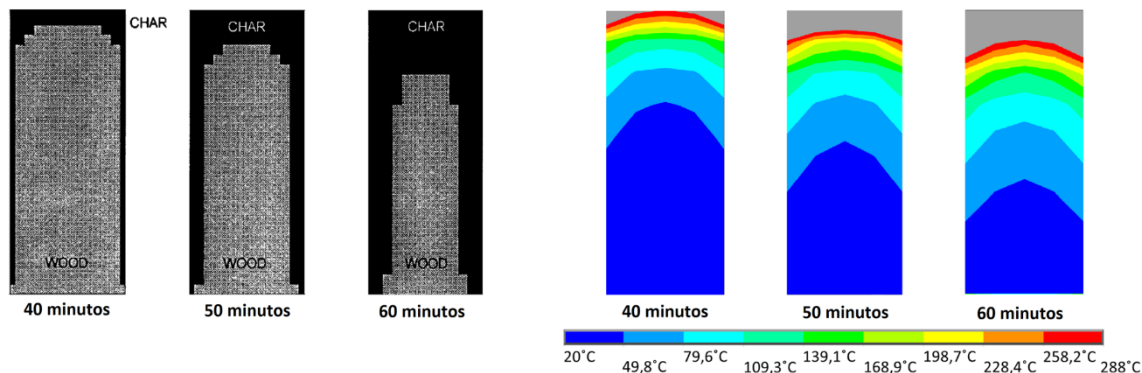 CHAR
CHAR
CHAR
WOOD
WOOD
WOOD
40 minutos
50 minutos
60 minutos
40 minutos
50 minutos
60 minutos
20˚C
79,6˚C
139,1˚C
198,7˚C
258,2˚C
49,8˚C
109,3˚C
168,9˚C
228,4˚C
288˚C